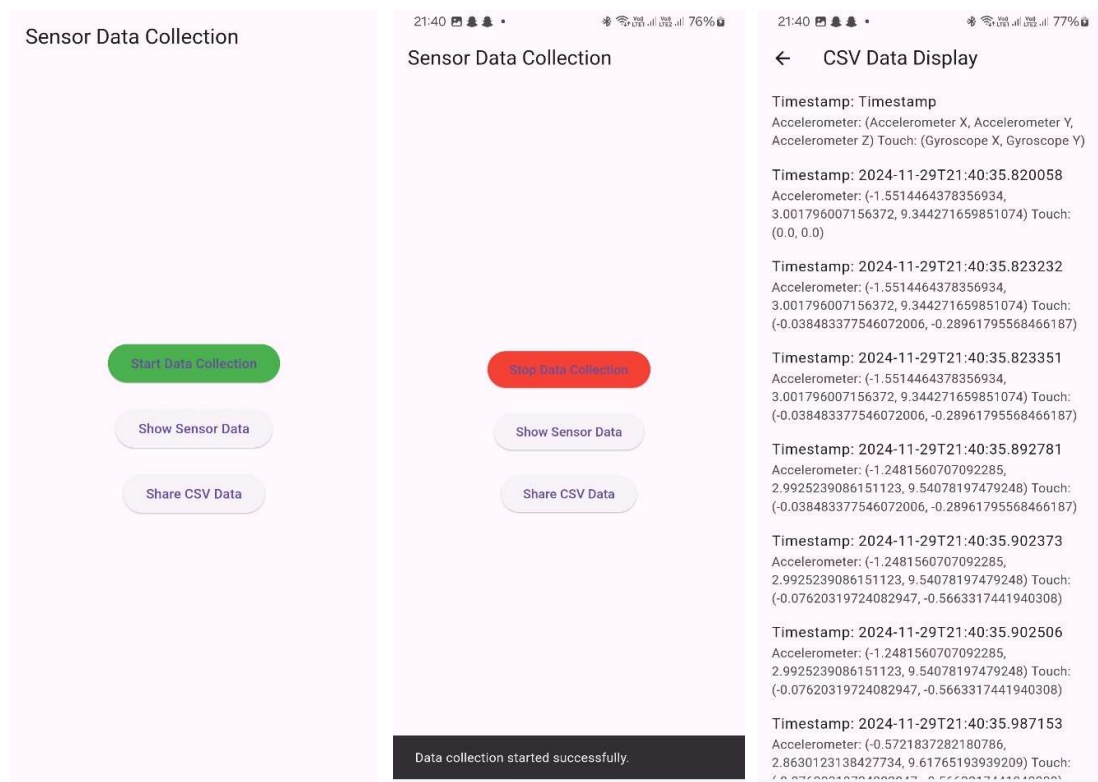 Sensor Data Collection
Start Data Collection
Show Sensor Data
Share CSV Data
21:40
76%
Sensor Data Collection
Stop Data Collection
Show Sensor Data
Share CSV Data
Data collection started successfully.
21:40
77%
CSV Data Display
Timestamp: Timestamp
Accelerometer: (Accelerometer X, Accelerometer Y,
Accelerometer Z) Touch: (Gyroscope X, Gyroscope Y)
Timestamp: 2024-11-29T21:40:35.820058
Accelerometer: (-1.5514464378356934,
3.001796007156372, 9.344271659851074) Touch:
(0.0, 0.0)
Timestamp: 2024-11-29T21:40:35.823232
Accelerometer: (-1.5514464378356934,
3.001796007156372, 9.344271659851074) Touch:
(-0.038483377546072006, -0.28961795568466187)
Timestamp: 2024-11-29T21:40:35.823351
Accelerometer: (-1.5514464378356934,
3.001796007156372, 9.344271659851074) Touch:
(-0.038483377546072006, -0.28961795568466187)
Timestamp: 2024-11-29T21:40:35.892781
Accelerometer: (-1.2481560707092285,
2.9925239086151123, 9.54078197479248) Touch:
(-0.038483377546072006, -0.28961795568466187)
Timestamp: 2024-11-29T21:40:35.902373
Accelerometer: (-1.2481560707092285,
2.9925239086151123, 9.54078197479248) Touch:
(-0.07620319724082947, -0.5663317441940308)
Timestamp: 2024-11-29T21:40:35.902506
Accelerometer: (-1.2481560707092285,
2.9925239086151123, 9.54078197479248) Touch:
(-0.07620319724082947, -0.5663317441940308)
Timestamp: 2024-11-29T21:40:35.987153
Accelerometer: (-0.5721837282180786,
2.8630123138427734, 9.61765193939209) Touch: